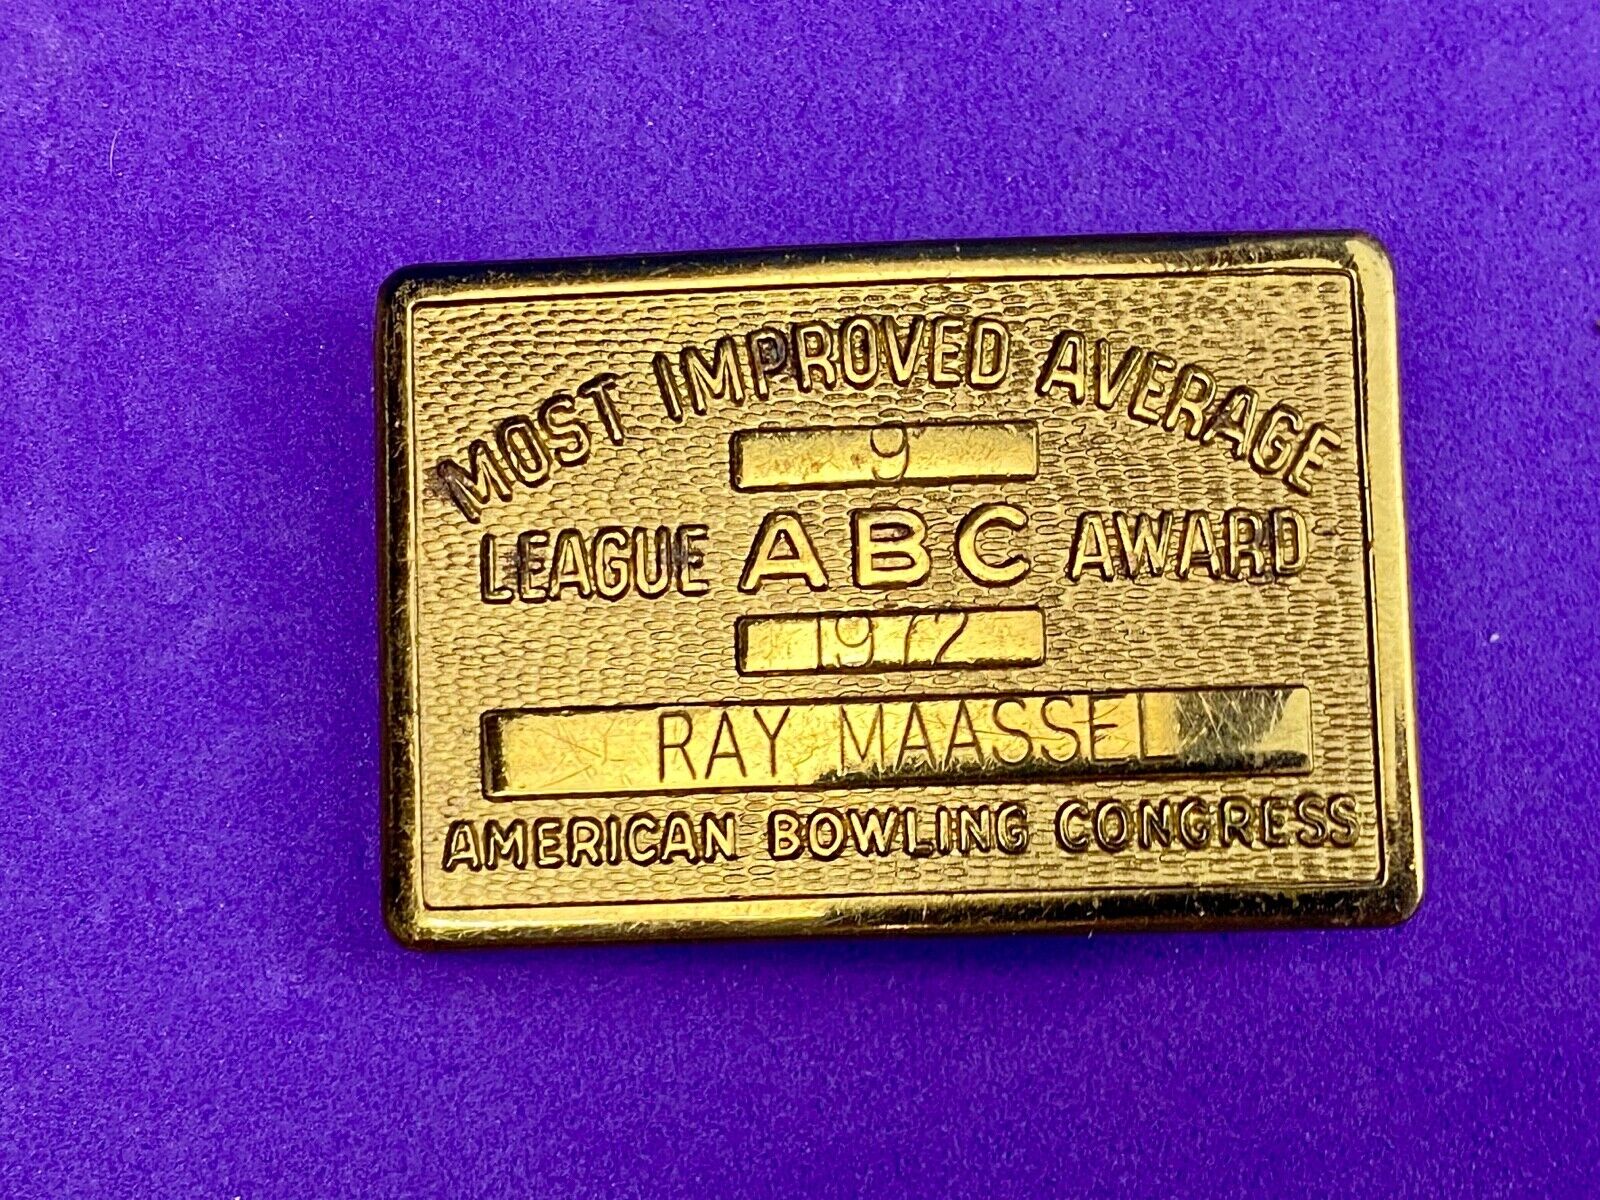 MOST IMPROVED AVERAGE
9
LEAGUE ABC AWARD
1972
RAY MAASSEL
AMERICAN BOWLING CONGRESS